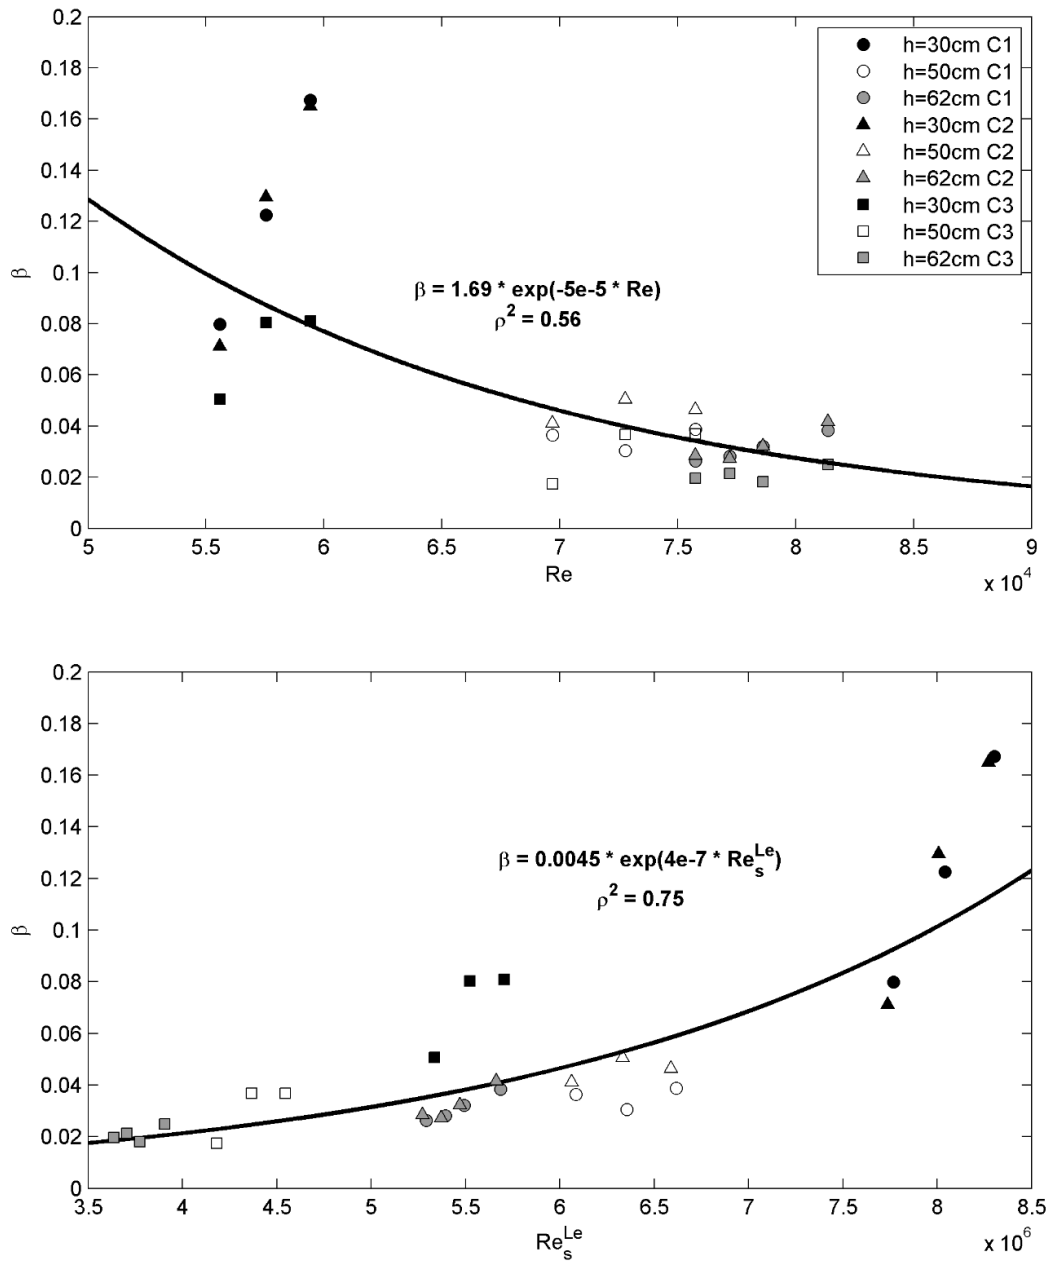 0.2
0.18
0.16
0.14
0.12
0.1
0.08
0.06
0.04
0.02
0
β
h=30cm C1
h=50cm C1
h=62cm C1
h=30cm C2
h=50cm C2
h=62cm C2
h=30cm C3
h=50cm C3
h=62cm C3
β = 1.69 * exp(-5e-5 * Re)
ρ² = 0.56
5 5.5 6 6.5 7 7.5 8 8.5 9
Re
x 10⁴
0.2
0.18
0.16
0.14
0.12
0.1
0.08
0.06
0.04
0.02
0
β
β = 0.0045 * exp(4e-7 * Re_s^Le)
ρ² = 0.75
3.5 4 4.5 5 5.5 6 6.5 7 7.5 8 8.5
Re_s^Le
x 10⁶